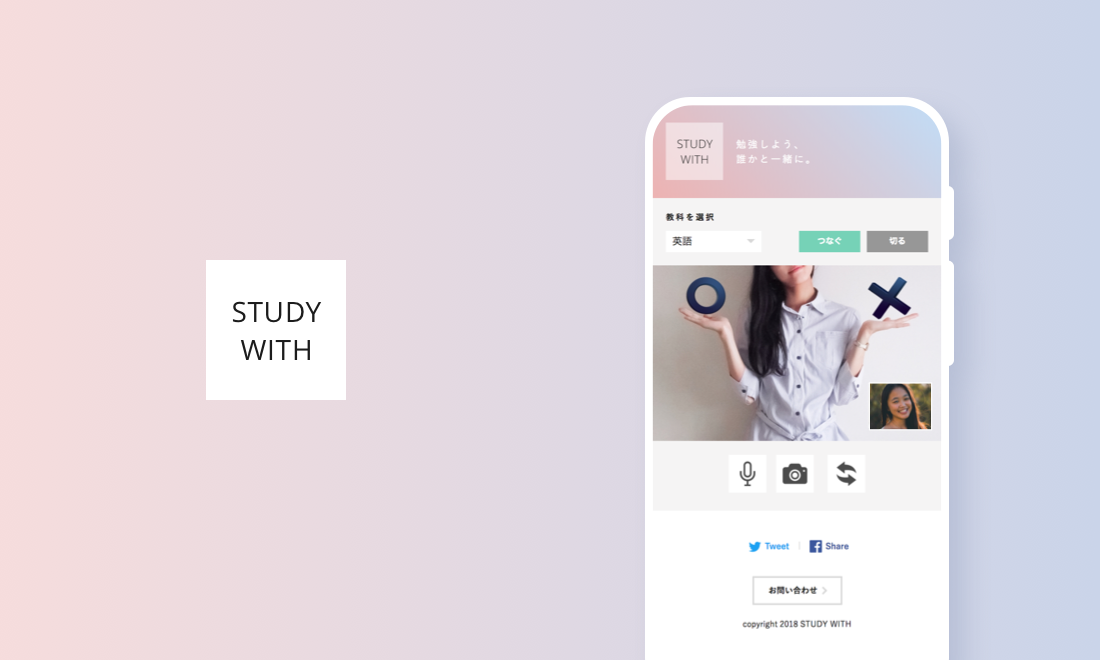 STUDY
WITH
STUDY
WITH
勉強しよう、
誰かと一緒に。
教科を選択
英語
つなぐ
切る
Tweet
Share
お問い合わせ
copyright 2018 STUDY WITH